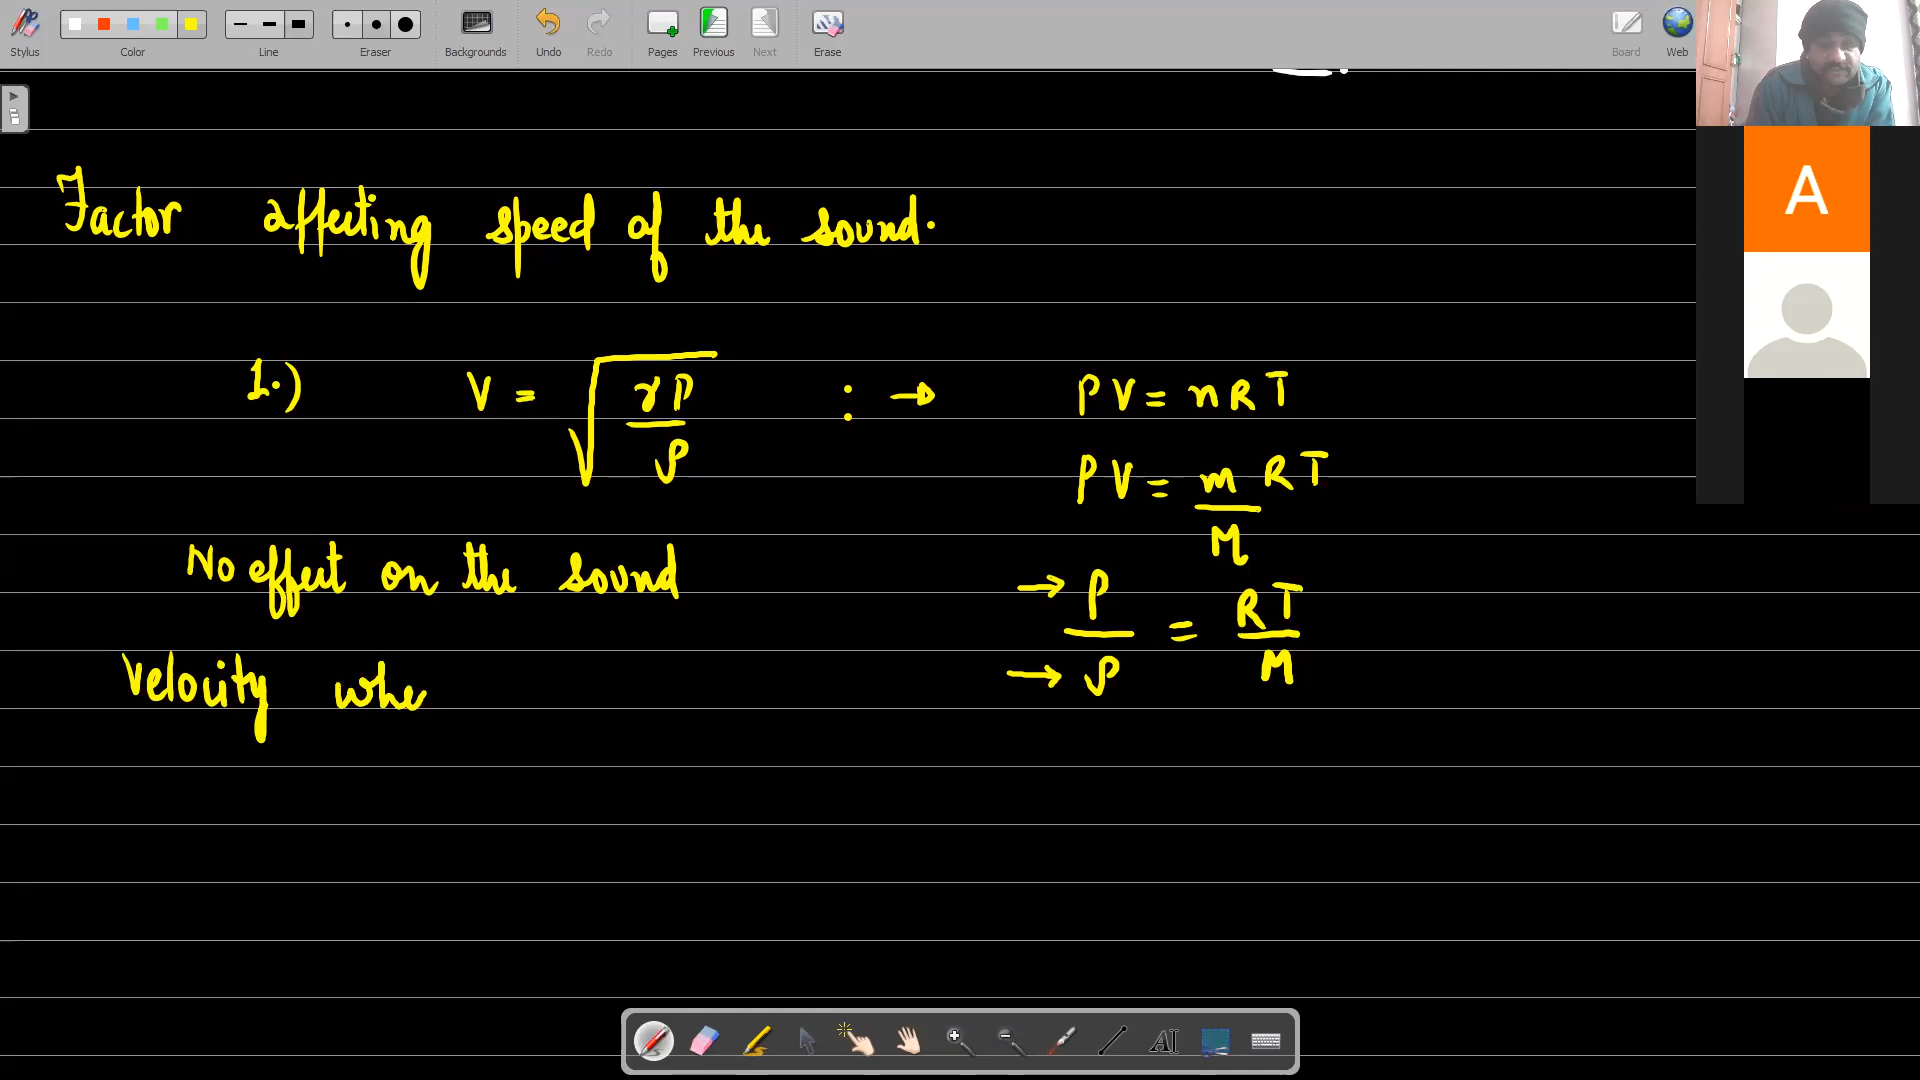 Stylus
Color
Line
Eraser
Backgrounds
Undo
Redo
Pages
Previous
Next
Erase
Board
Web
A
Factor affecting speed of the sound.
1.) V = √(γP/ρ) : → PV = nRT
PV = m/M RT
→ P/→ ρ = RT/M
No effect on the sound
Velocity whe
AI